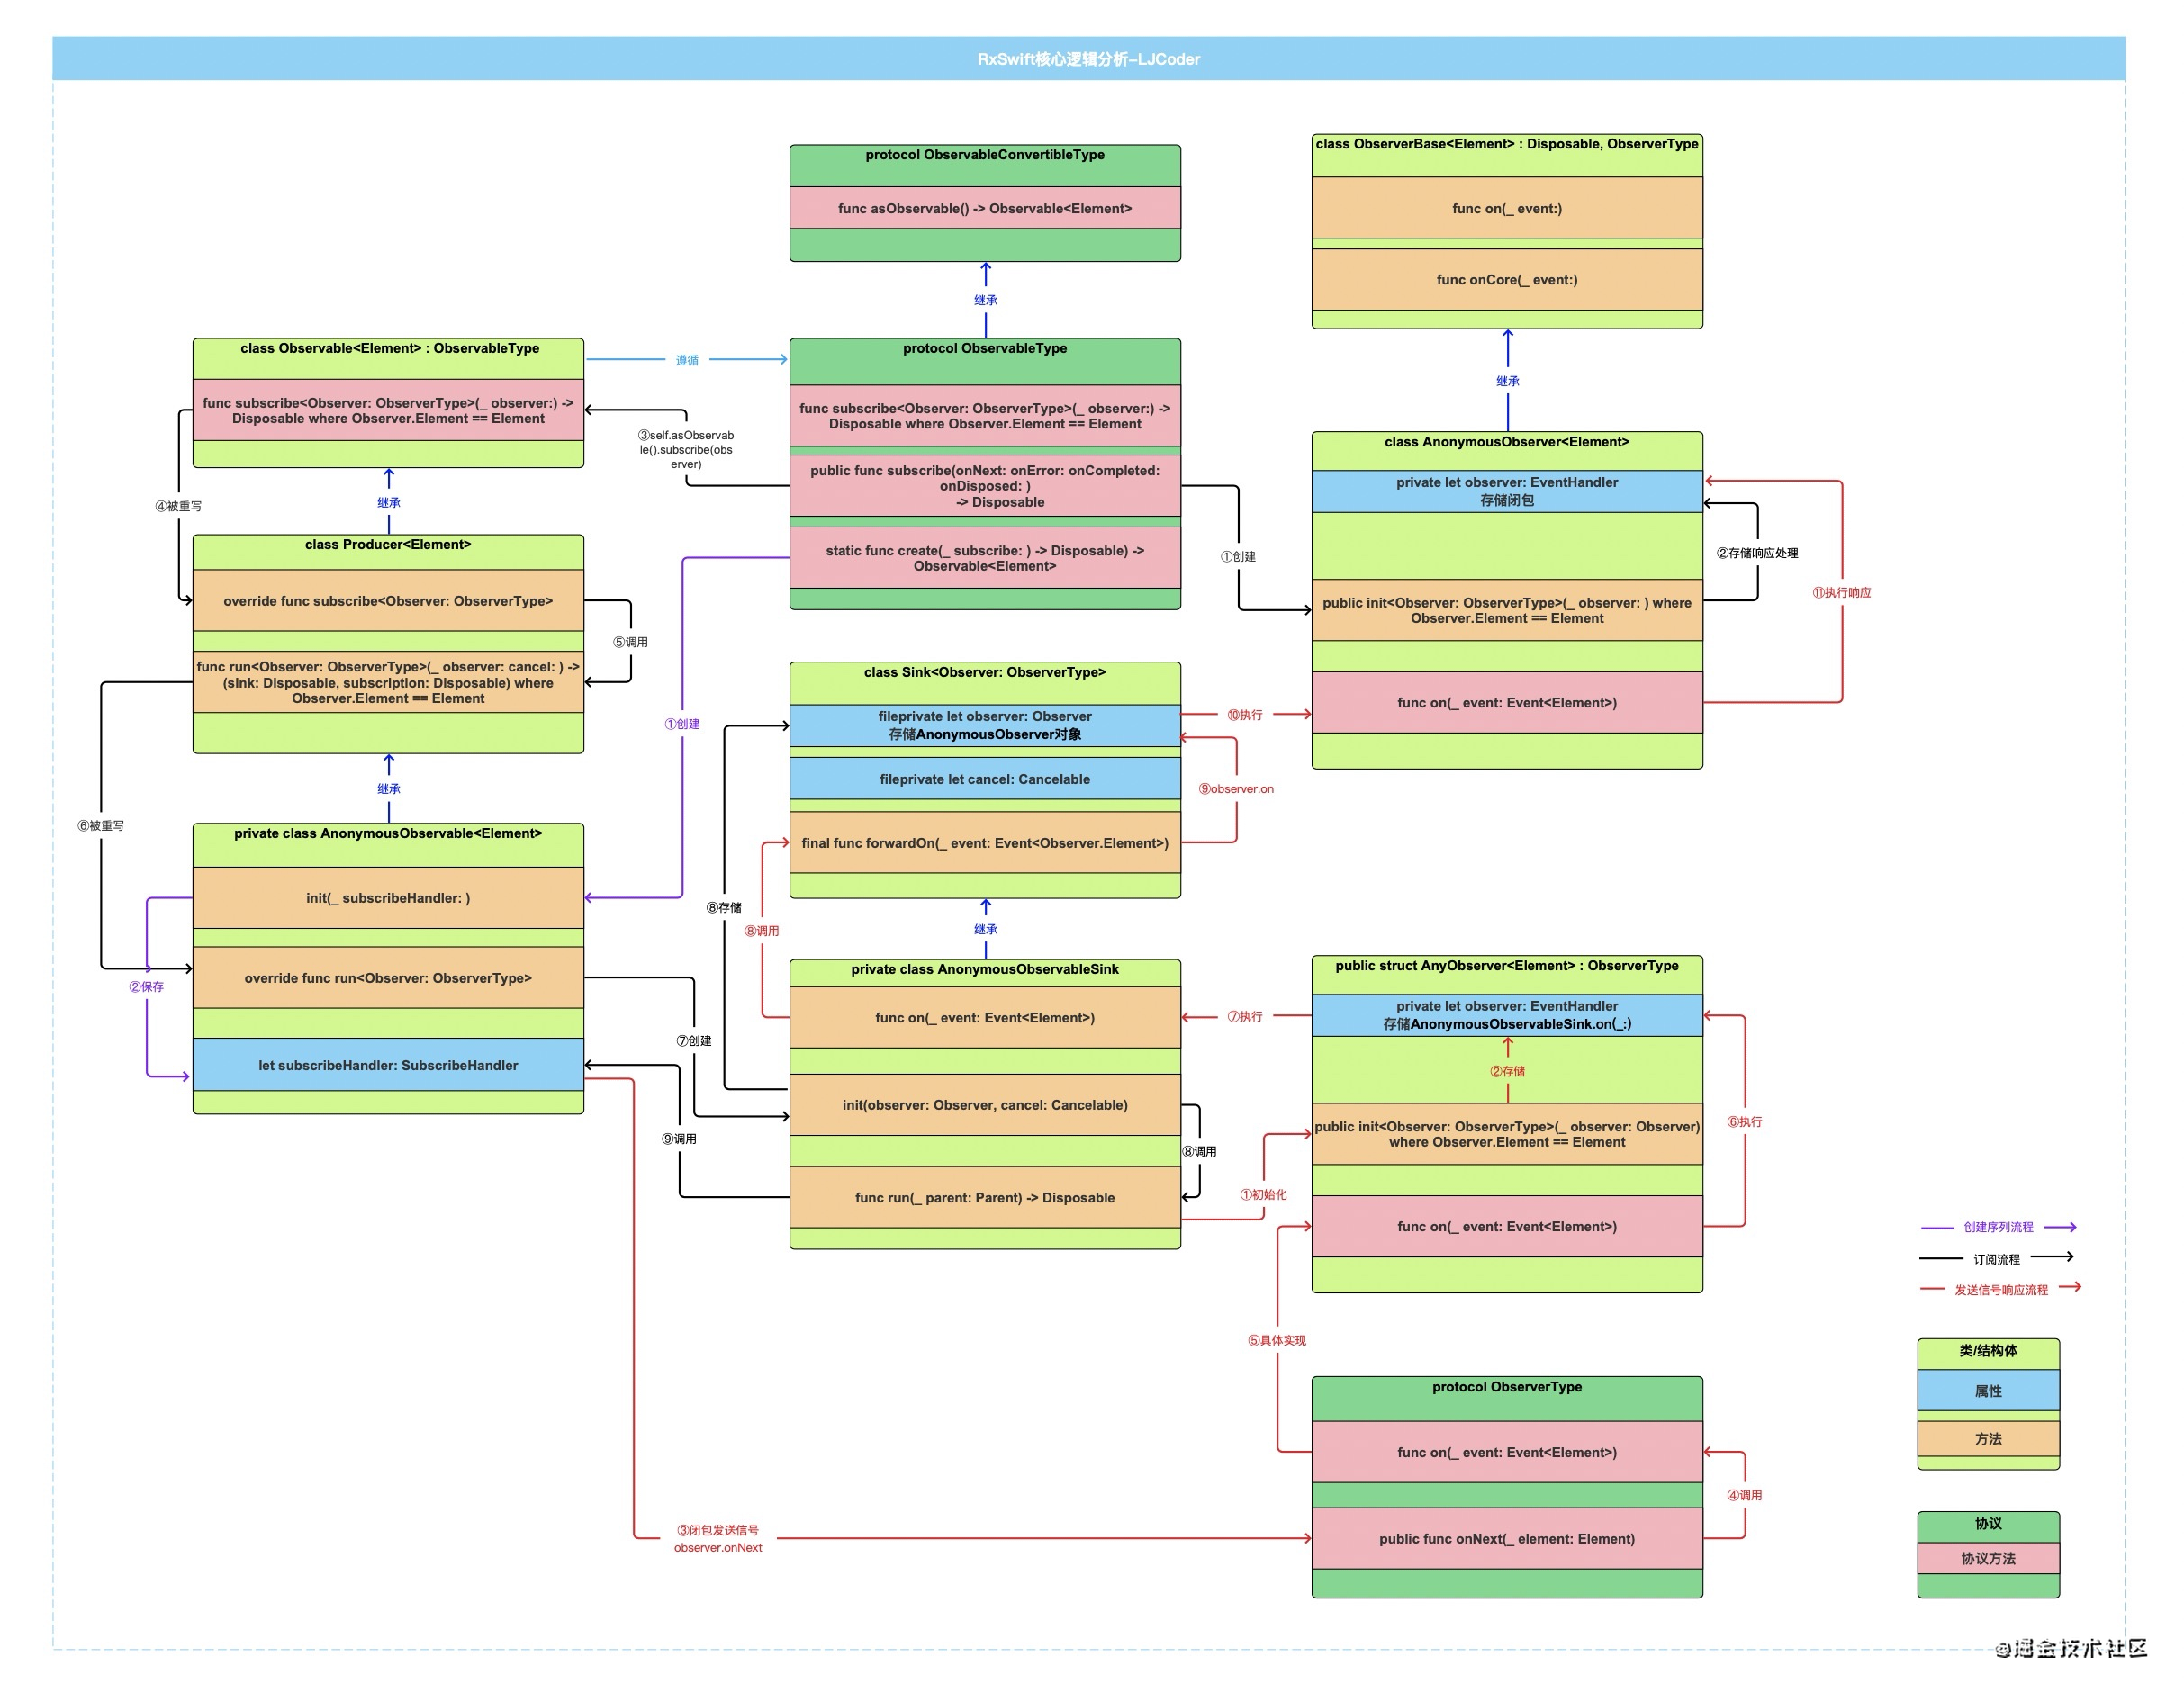 RxSwift核心逻辑分析-LJCoder
protocol ObservableConvertibleType
func asObservable() -> Observable<Element>
继承
class ObserverBase<Element> : Disposable, ObserverType
func on(_ event:)
func onCore(_ event:)
继承
class Observable<Element> : ObservableType
func subscribe<Observer: ObserverType>(_ observer:) ->
Disposable where Observer.Element == Element
遵循
protocol ObservableType
func subscribe<Observer: ObserverType>(_ observer:) ->
Disposable where Observer.Element == Element
public func subscribe(onNext: onError: onCompleted:
onDisposed: )
-> Disposable
static func create(_ subscribe: ) -> Disposable) ->
Observable<Element>
③self.asObservab
le().subscribe(obs
erver)
①创建
class AnonymousObserver<Element>
private let observer: EventHandler
存储闭包
②存储响应处理
public init<Observer: ObserverType>(_ observer: ) where
Observer.Element == Element
func on(_ event: Event<Element>)
⑪执行响应
④被重写
继承
class Producer<Element>
override func subscribe<Observer: ObserverType>
⑤调用
func run<Observer: ObserverType>(_ observer: cancel: ) ->
(sink: Disposable, subscription: Disposable) where
Observer.Element == Element
①创建
继承
⑥被重写
class Sink<Observer: ObserverType>
fileprivate let observer: Observer
存储AnonymousObserver对象
fileprivate let cancel: Cancelable
final func forwardOn(_ event: Event<Observer.Element>)
⑩执行
⑨observer.on
⑧存储
⑧调用
继承
private class AnonymousObservable<Element>
init(_ subscribeHandler: )
override func run<Observer: ObserverType>
②保存
let subscribeHandler: SubscribeHandler
⑦创建
⑨调用
private class AnonymousObservableSink
func on(_ event: Event<Element>)
init(observer: Observer, cancel: Cancelable)
⑧调用
func run(_ parent: Parent) -> Disposable
⑦执行
①初始化
public struct AnyObserver<Element> : ObserverType
private let observer: EventHandler
存储AnonymousObservableSink.on(_:)
②存储
public init<Observer: ObserverType>(_ observer: Observer)
where Observer.Element == Element
func on(_ event: Event<Element>)
⑥执行
⑤具体实现
protocol ObserverType
func on(_ event: Event<Element>)
④调用
public func onNext(_ element: Element)
③闭包发送信号
observer.onNext
创建序列流程
订阅流程
发送信号响应流程
类/结构体
属性
方法
协议
协议方法
@掘金技术社区